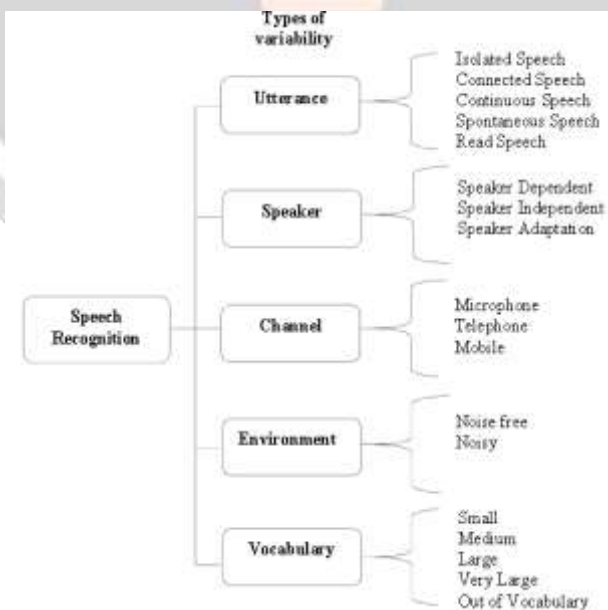 Types of
variability
Utterance
Isolated Speech
Connected Speech
Continuous Speech
Spontaneous Speech
Read Speech
Speaker
Speaker Dependent
Speaker Independent
Speaker Adaptation
Speech
Recognition
Channel
Microphone
Telephone
Mobile
Environment
Noise free
Noisy
Vocabulary
Small
Medium
Large
Very Large
Out of Vocabulary